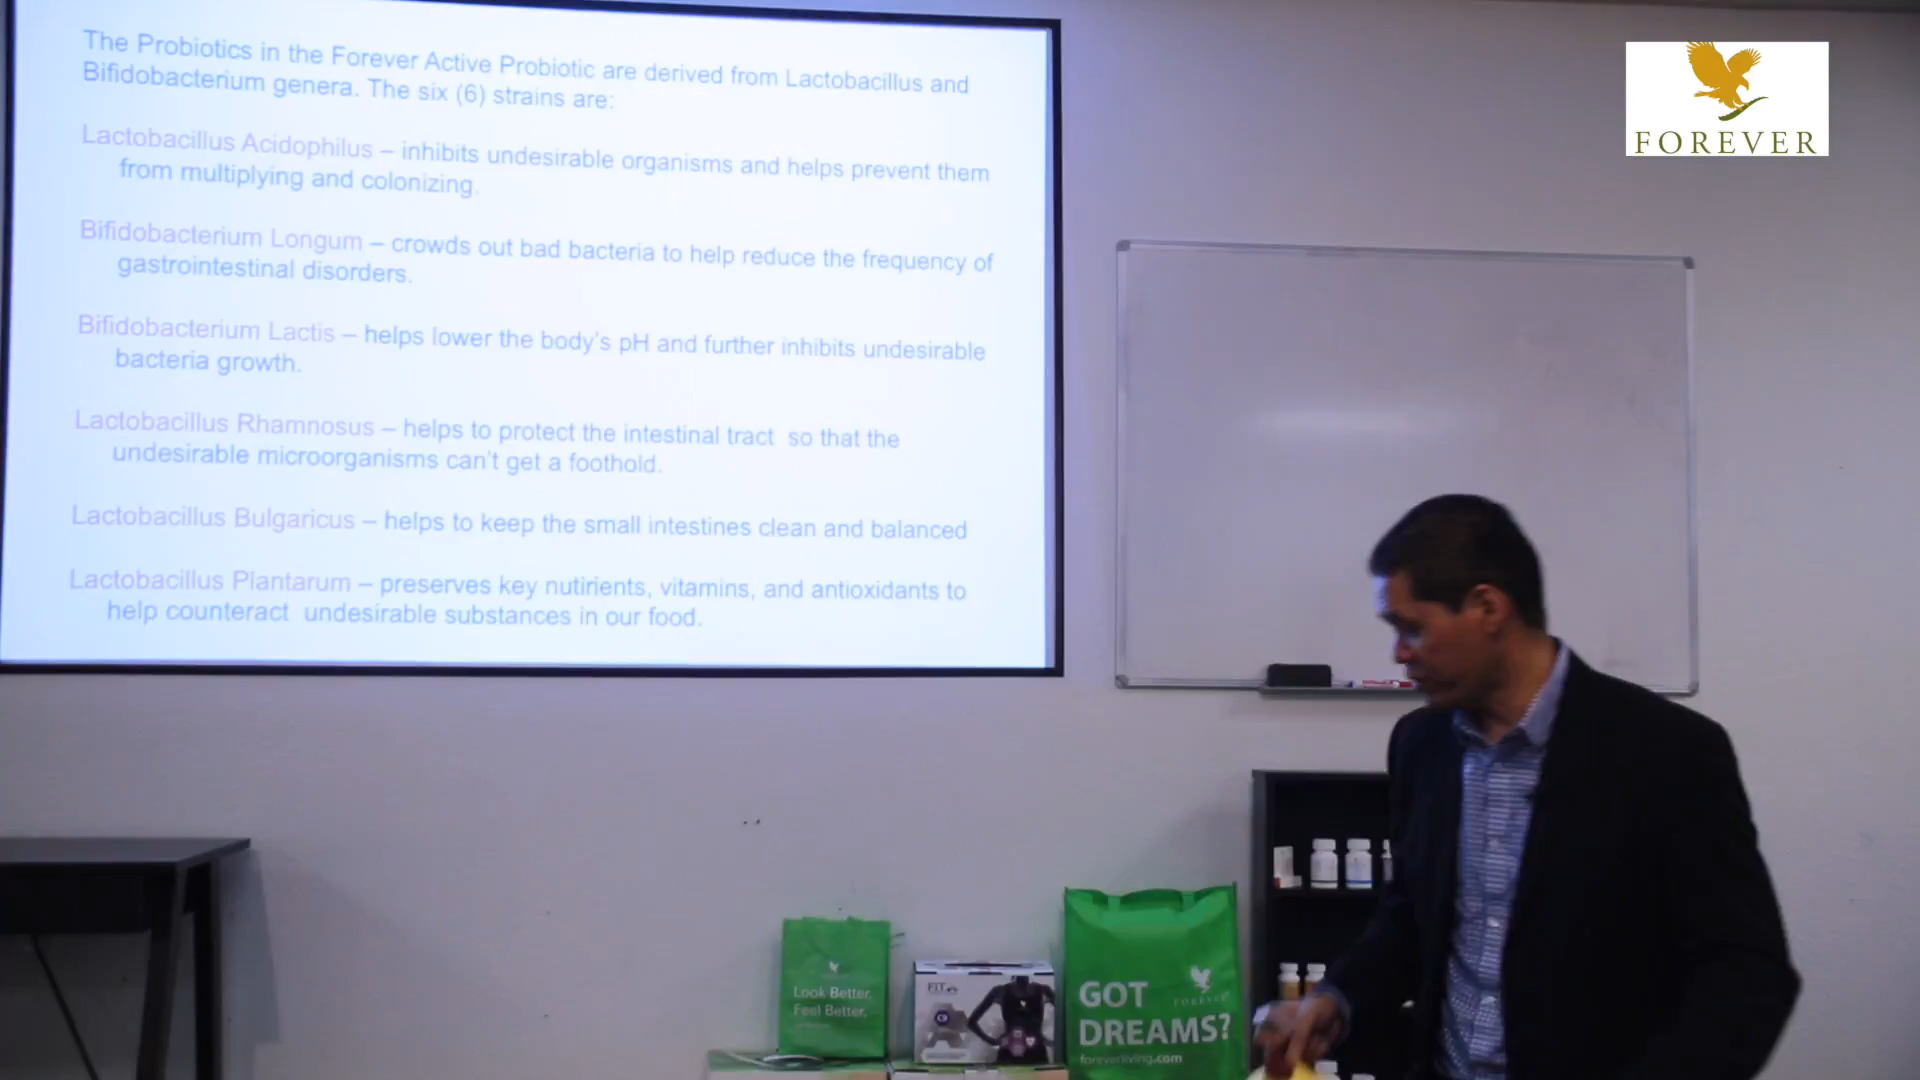 The Probiotics in the Forever Active Probiotic are derived from Lactobacillus and
Bifidobacterium genera. The six (6) strains are:
Lactobacillus Acidophilus – inhibits undesirable organisms and helps prevent them
from multiplying and colonizing.
Bifidobacterium Longum – crowds out bad bacteria to help reduce the frequency of
gastrointestinal disorders.
Bifidobacterium Lactis – helps lower the body's pH and further inhibits undesirable
bacteria growth.
Lactobacillus Rhamnosus – helps to protect the intestinal tract so that the
undesirable microorganisms can't get a foothold.
Lactobacillus Bulgaricus – helps to keep the small intestines clean and balanced
Lactobacillus Plantarum – preserves key nutirients, vitamins, and antioxidants to
help counteract undesirable substances in our food.
FOREVER
Look Better.
Feel Better.
FIT
C9
GOT
FOREVER
DREAMS?
foreverliving.com